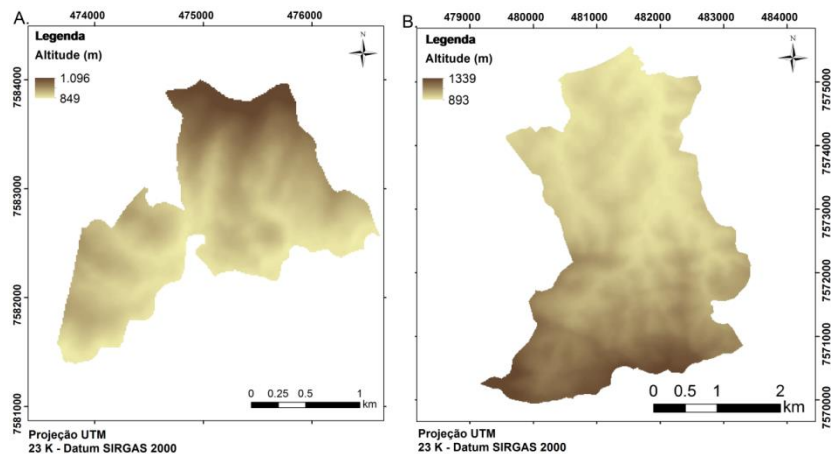 A.
474000 475000 476000
Legenda
Altitude (m)
1.096
849
N
7584000
7583000
7582000
7581000
0 0.25 0.5 1
km
Projeção UTM
23 K - Datum SIRGAS 2000
B.
479000 480000 481000 482000 483000 484000
Legenda
Altitude (m)
1339
893
N
7575000
7574000
7573000
7572000
7571000
7570000
0 0.5 1 2
km
Projeção UTM
23 K - Datum SIRGAS 2000